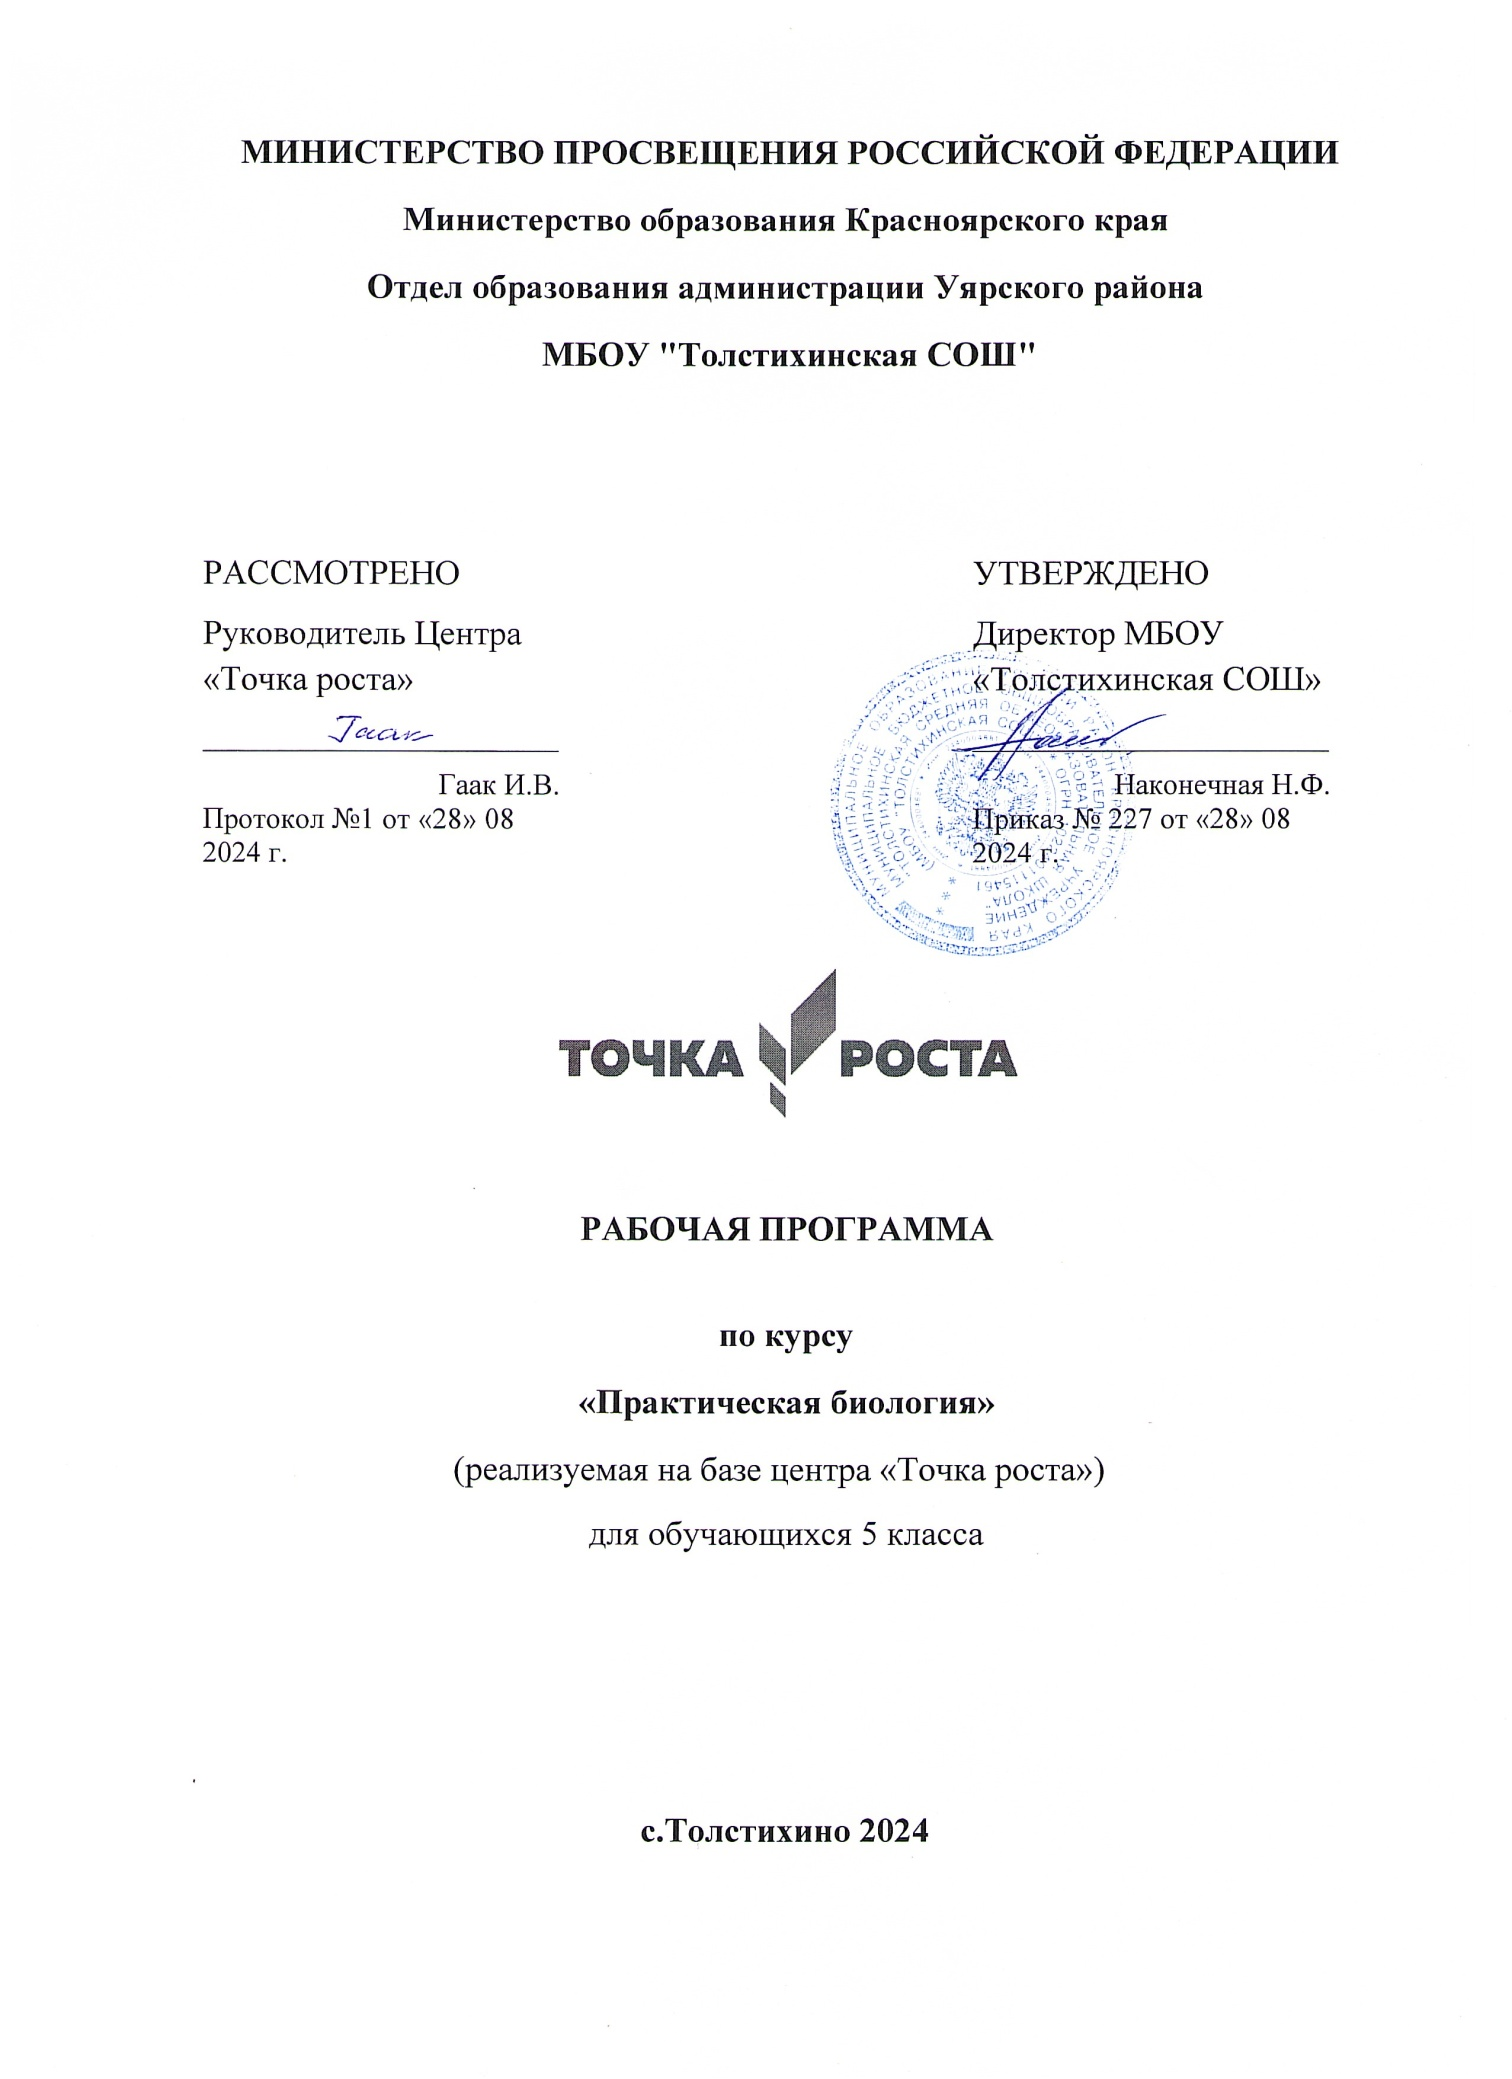 МИНИСТЕРСТВО ПРОСВЕЩЕНИЯ РОССИЙСКОЙ ФЕДЕРАЦИИ
Министерство образования Красноярского края
Отдел образования администрации Уярского района
МБОУ "Толстихинская СОШ"
РАССМОТРЕНО
Руководитель Центра
«Точка роста»
Гаак
Гаак И.В.
Протокол №1 от «28» 08
2024 г.
УТВЕРЖДЕНО
Директор МБОУ
«Толстихинская СОШ»
Наконечная Н.Ф.
Приказ № 227 от «28» 08
2024 г.
ТОЧКА РОСТА
РАБОЧАЯ ПРОГРАММА
по курсу
«Практическая биология»
(реализуемая на базе центра «Точка роста»)
для обучающихся 5 класса
с.Толстихино 2024